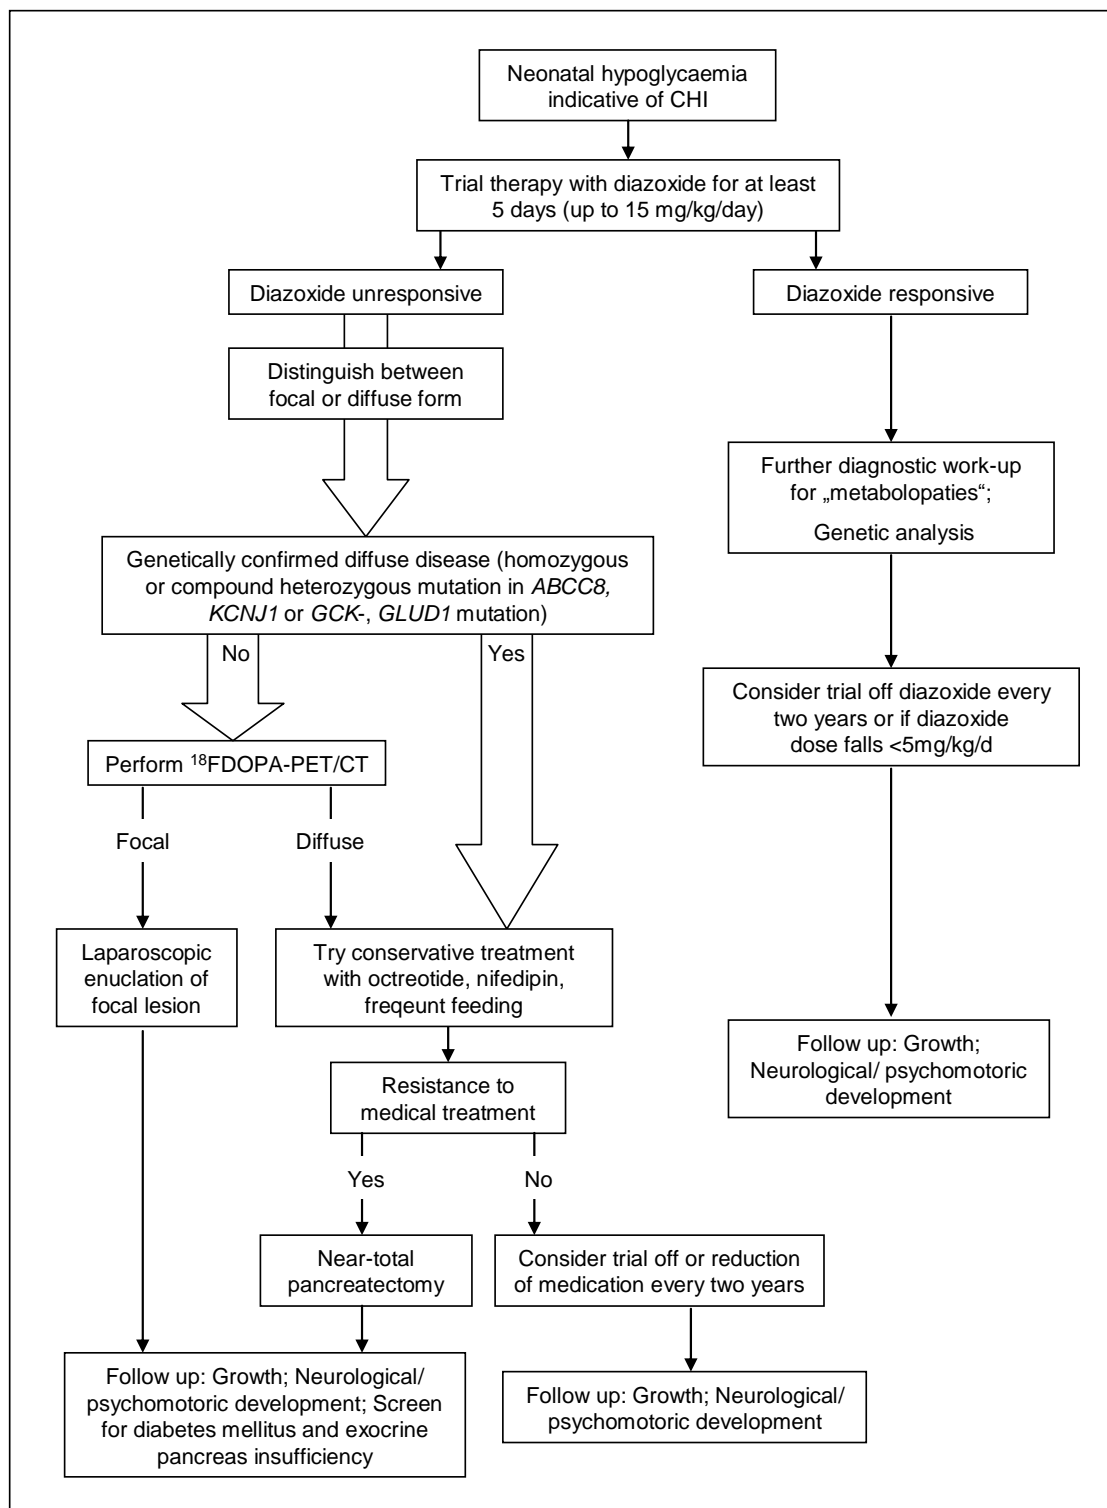 Neonatal hypoglycaemia
indicative of CHI
Trial therapy with diazoxide for at least
5 days (up to 15 mg/kg/day)
Diazoxide unresponsive
Diazoxide responsive
Distinguish between
focal or diffuse form
Further diagnostic work-up
for „metabolopaties“;
Genetic analysis
Genetically confirmed diffuse disease (homozygous
or compound heterozygous mutation in ABCC8,
KCNJ1 or GCK-, GLUD1 mutation)
No
Yes
Consider trial off diazoxide every
two years or if diazoxide
dose falls <5mg/kg/d
Perform 18FDOPA-PET/CT
Focal
Diffuse
Laparoscopic
enuclation of
focal lesion
Try conservative treatment
with octreotide, nifedipin,
freqeunt feeding
Follow up: Growth;
Neurological/ psychomotoric
development
Resistance to
medical treatment
Yes
No
Near-total
pancreatectomy
Consider trial off or reduction
of medication every two years
Follow up: Growth; Neurological/
psychomotoric development; Screen
for diabetes mellitus and exocrine
pancreas insufficiency
Follow up: Growth; Neurological/
psychomotoric development